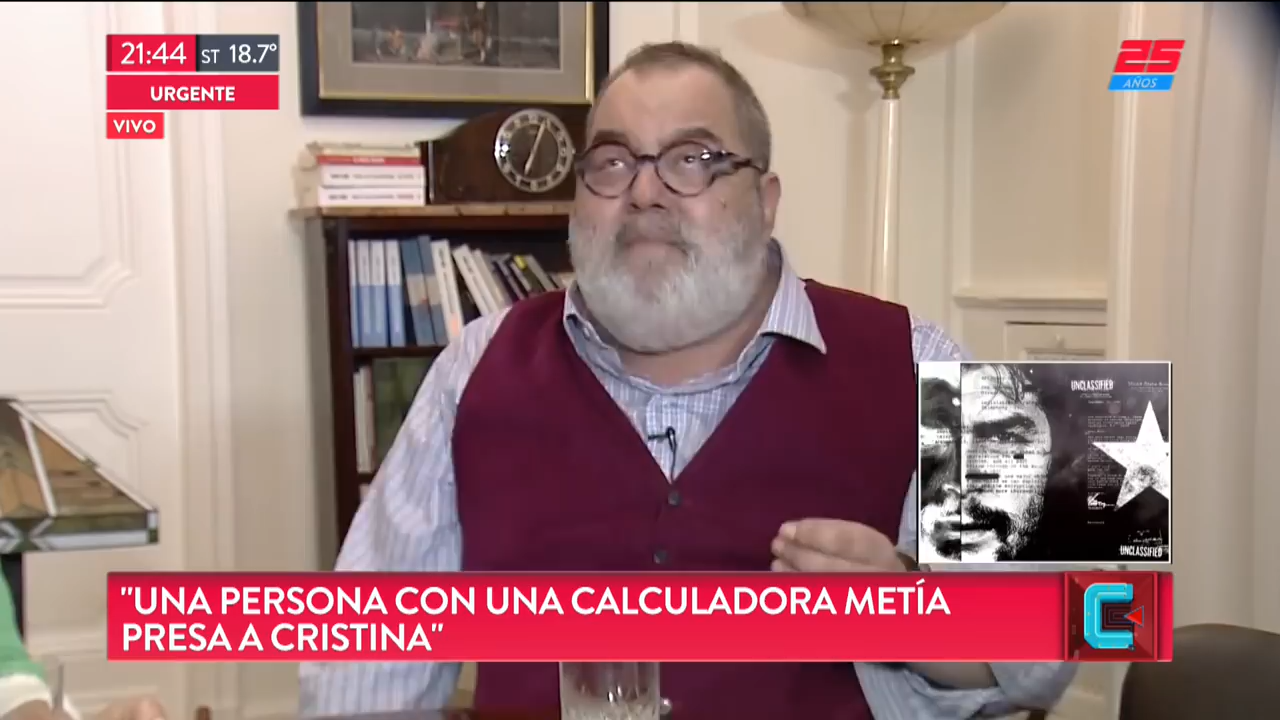 21:44 ST 18.7°
URGENTE
VIVO
25
AÑOS
UNCLASSIFIED
UNCLASSIFIED
"UNA PERSONA CON UNA CALCULADORA METÍA
PRESA A CRISTINA"
C